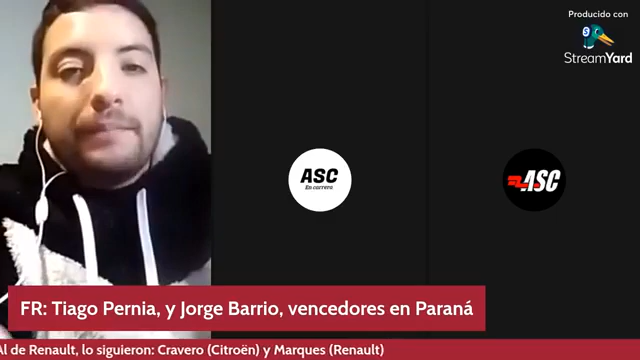 Producido con
StreamYard
ASC
En carrera
ASC
FR: Tiago Pernia, y Jorge Barrio, vencedores en Paraná
Al de Renault, lo siguieron: Cravero (Citroën) y Marques (Renault)